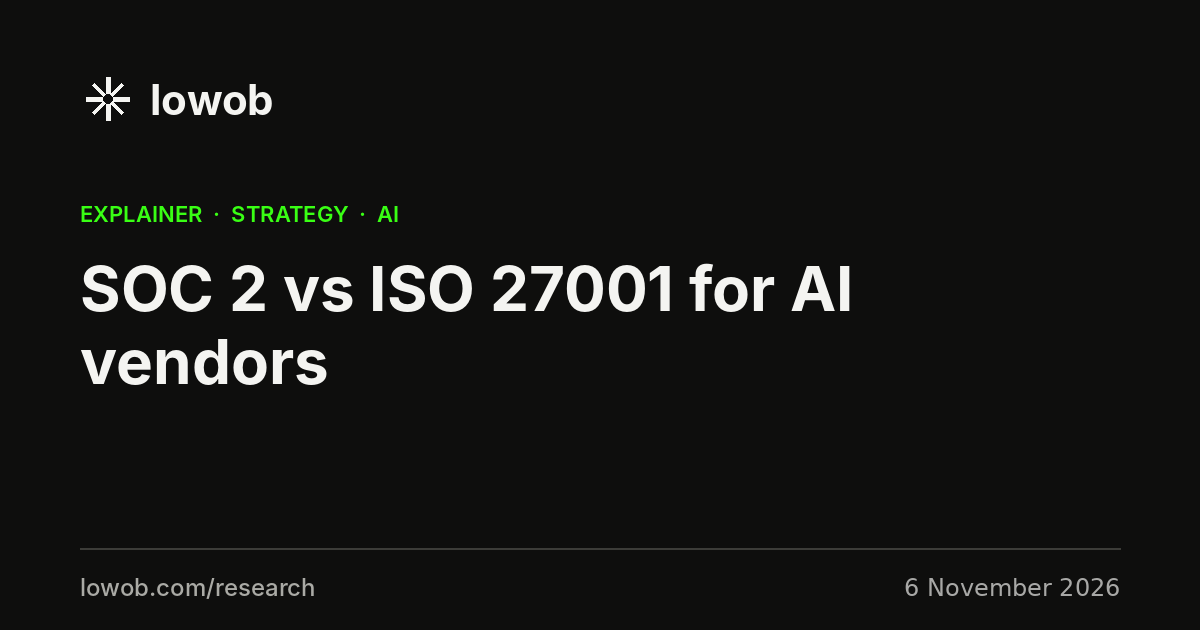 lowob
EXPLAINER · STRATEGY · AI
SOC 2 vs ISO 27001 for AI
vendors
lowob.com/research
6 November 2026